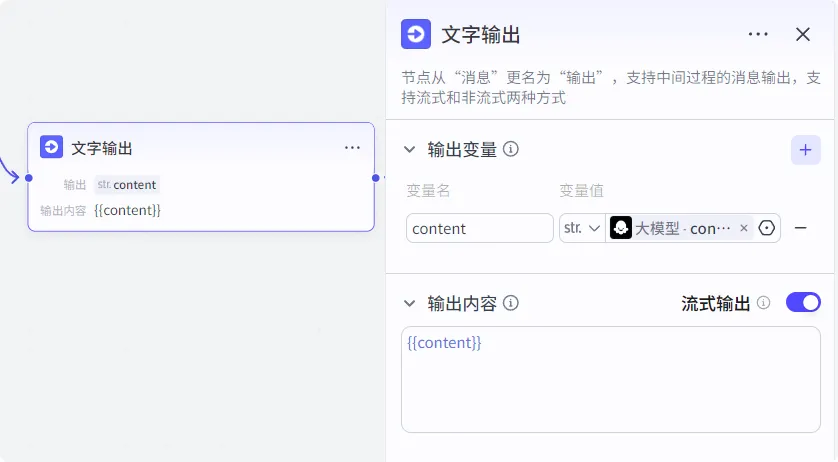 文字输出
输出 str. content
输出内容 {{content}}
文字输出
节点从“消息”更名为“输出”，支持中间过程的消息输出，支
持流式和非流式两种方式
输出变量
变量名 变量值
content str. 大模型 - con···
输出内容 流式输出
{{content}}